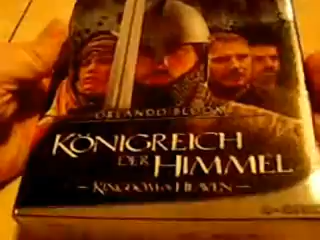 ORLANDO BLOOM
KÖNIGREICH
DER HIMMEL
– KINGDOM OF HEAVEN –